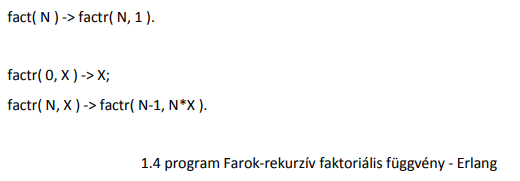 fact( N ) -> factr( N, 1 ).
factr( 0, X ) -> X;
factr( N, X ) -> factr( N-1, N*X ).
1.4 program Farok-rekurzív faktoriális függvény - Erlang